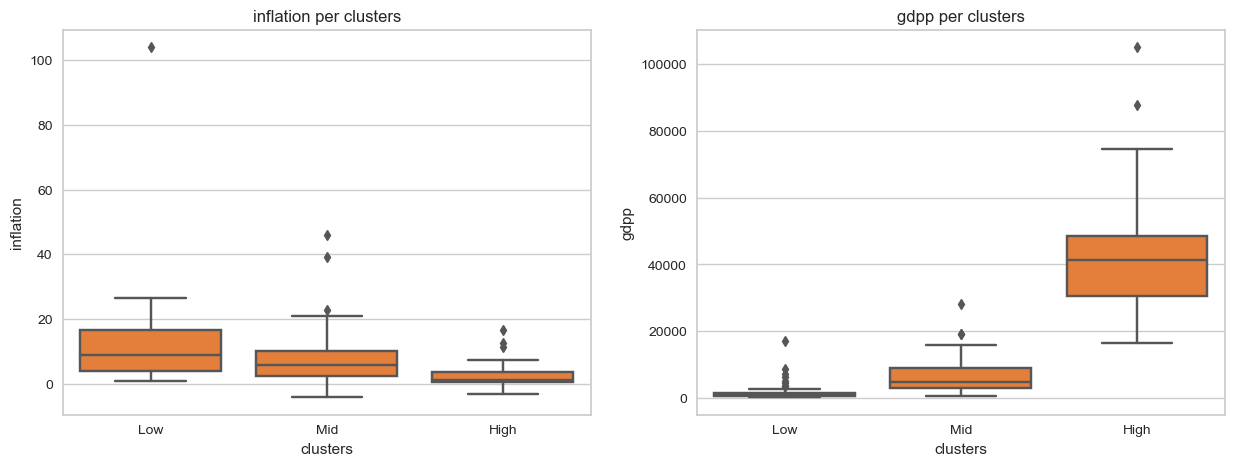 inflation per clusters
100
80
60
40
20
0
inflation
Low
Mid
High
clusters
gdpp per clusters
100000
80000
60000
40000
20000
0
gdpp
Low
Mid
High
clusters